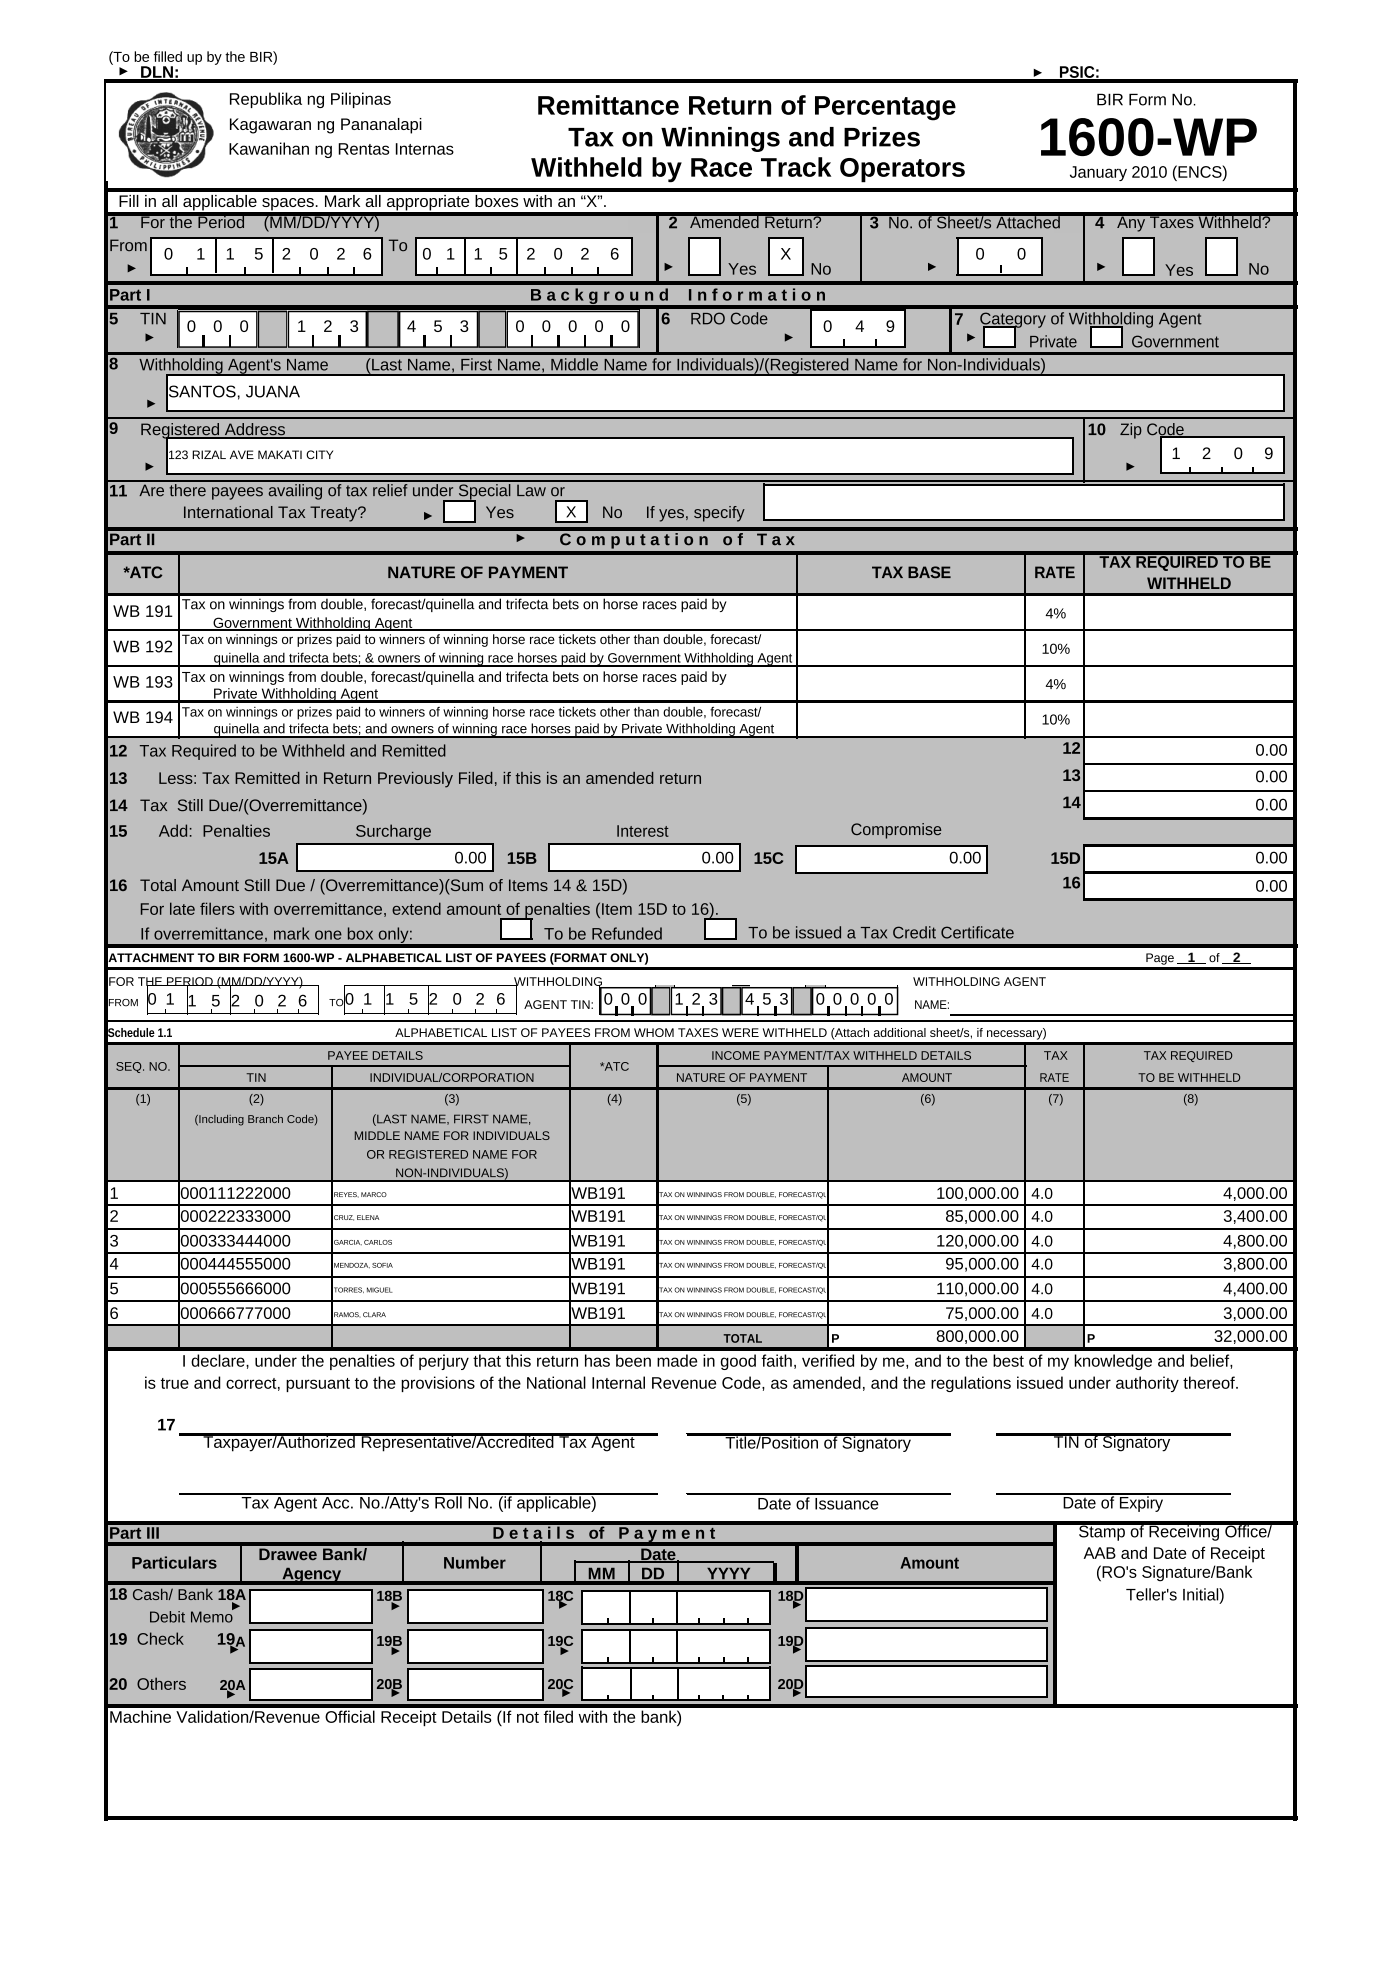 (To be filled up by the BIR)
► DLN: ► PSIC:
Republika ng Pilipinas
Kagawaran ng Pananalapi
Kawanihan ng Rentas Internas
Remittance Return of Percentage
Tax on Winnings and Prizes
Withheld by Race Track Operators
BIR Form No.
1600-WP
January 2010 (ENCS)
Fill in all applicable spaces. Mark all appropriate boxes with an “X”.
1 For the Period (MM/DD/YYYY) 2 Amended Return? 3 No. of Sheet/s Attached 4 Any Taxes Withheld?
From ► 0 1 1 5 2 0 2 6 To 0 1 1 5 2 0 2 6 ► Yes X No ► 0 0 ► Yes No
Part I Background Information
5 TIN ► 0 0 0 1 2 3 4 5 3 0 0 0 0 0 6 RDO Code ► 0 4 9 7 Category of Withholding Agent
► Private Government
8 Withholding Agent's Name (Last Name, First Name, Middle Name for Individuals)/(Registered Name for Non-Individuals)
► SANTOS, JUANA
9 Registered Address 10 Zip Code
► 123 RIZAL AVE MAKATI CITY ► 1 2 0 9
11 Are there payees availing of tax relief under Special Law or
International Tax Treaty? ► Yes X No If yes, specify
Part II ► Computation of Tax
*ATC NATURE OF PAYMENT TAX BASE RATE TAX REQUIRED TO BE WITHHELD
WB 191 Tax on winnings from double, forecast/quinella and trifecta bets on horse races paid by
Government Withholding Agent 4%
WB 192 Tax on winnings or prizes paid to winners of winning horse race tickets other than double, forecast/
quinella and trifecta bets; & owners of winning race horses paid by Government Withholding Agent 10%
WB 193 Tax on winnings from double, forecast/quinella and trifecta bets on horse races paid by
Private Withholding Agent 4%
WB 194 Tax on winnings or prizes paid to winners of winning horse race tickets other than double, forecast/
quinella and trifecta bets; and owners of winning race horses paid by Private Withholding Agent 10%
12 Tax Required to be Withheld and Remitted 12 0.00
13 Less: Tax Remitted in Return Previously Filed, if this is an amended return 13 0.00
14 Tax Still Due/(Overremittance) 14 0.00
15 Add: Penalties Surcharge Interest Compromise
15A 0.00 15B 0.00 15C 0.00 15D 0.00
16 Total Amount Still Due / (Overremittance)(Sum of Items 14 & 15D) 16 0.00
For late filers with overremittance, extend amount of penalties (Item 15D to 16).
If overremittance, mark one box only: To be Refunded To be issued a Tax Credit Certificate
ATTACHMENT TO BIR FORM 1600-WP - ALPHABETICAL LIST OF PAYEES (FORMAT ONLY) Page 1 of 2
FOR THE PERIOD (MM/DD/YYYY) WITHHOLDING WITHHOLDING AGENT
FROM 0 1 1 5 2 0 2 6 TO 0 1 1 5 2 0 2 6 AGENT TIN: 0 0 0 1 2 3 4 5 3 0 0 0 0 0 NAME:
Schedule 1.1 ALPHABETICAL LIST OF PAYEES FROM WHOM TAXES WERE WITHHELD (Attach additional sheet/s, if necessary)
SEQ. NO. PAYEE DETAILS *ATC INCOME PAYMENT/TAX WITHHELD DETAILS TAX TAX REQUIRED
TIN INDIVIDUAL/CORPORATION NATURE OF PAYMENT AMOUNT RATE TO BE WITHHELD
(1) (2) (3) (4) (5) (6) (7) (8)
(Including Branch Code) (LAST NAME, FIRST NAME,
MIDDLE NAME FOR INDIVIDUALS
OR REGISTERED NAME FOR
NON-INDIVIDUALS)
1 000111222000 REYES, MARCO WB191 TAX ON WINNINGS FROM DOUBLE, FORECAST/QU 100,000.00 4.0 4,000.00
2 000222333000 CRUZ, ELENA WB191 TAX ON WINNINGS FROM DOUBLE, FORECAST/QU 85,000.00 4.0 3,400.00
3 000333444000 GARCIA, CARLOS WB191 TAX ON WINNINGS FROM DOUBLE, FORECAST/QU 120,000.00 4.0 4,800.00
4 000444555000 MENDOZA, SOFIA WB191 TAX ON WINNINGS FROM DOUBLE, FORECAST/QU 95,000.00 4.0 3,800.00
5 000555666000 TORRES, MIGUEL WB191 TAX ON WINNINGS FROM DOUBLE, FORECAST/QU 110,000.00 4.0 4,400.00
6 000666777000 RAMOS, CLARA WB191 TAX ON WINNINGS FROM DOUBLE, FORECAST/QU 75,000.00 4.0 3,000.00
TOTAL P 800,000.00 P 32,000.00
I declare, under the penalties of perjury that this return has been made in good faith, verified by me, and to the best of my knowledge and belief,
is true and correct, pursuant to the provisions of the National Internal Revenue Code, as amended, and the regulations issued under authority thereof.
17
Taxpayer/Authorized Representative/Accredited Tax Agent Title/Position of Signatory TIN of Signatory
Tax Agent Acc. No./Atty's Roll No. (if applicable) Date of Issuance Date of Expiry
Part III Details of Payment
Particulars Drawee Bank/ Agency Number Date MM DD YYYY Amount
Stamp of Receiving Office/
AAB and Date of Receipt
(RO's Signature/Bank
Teller's Initial)
18 Cash/ Bank 18A ► 18B ► 18C ► 18D ►
Debit Memo
19 Check 19A ► 19B ► 19C ► 19D ►
20 Others 20A ► 20B ► 20C ► 20D ►
Machine Validation/Revenue Official Receipt Details (If not filed with the bank)